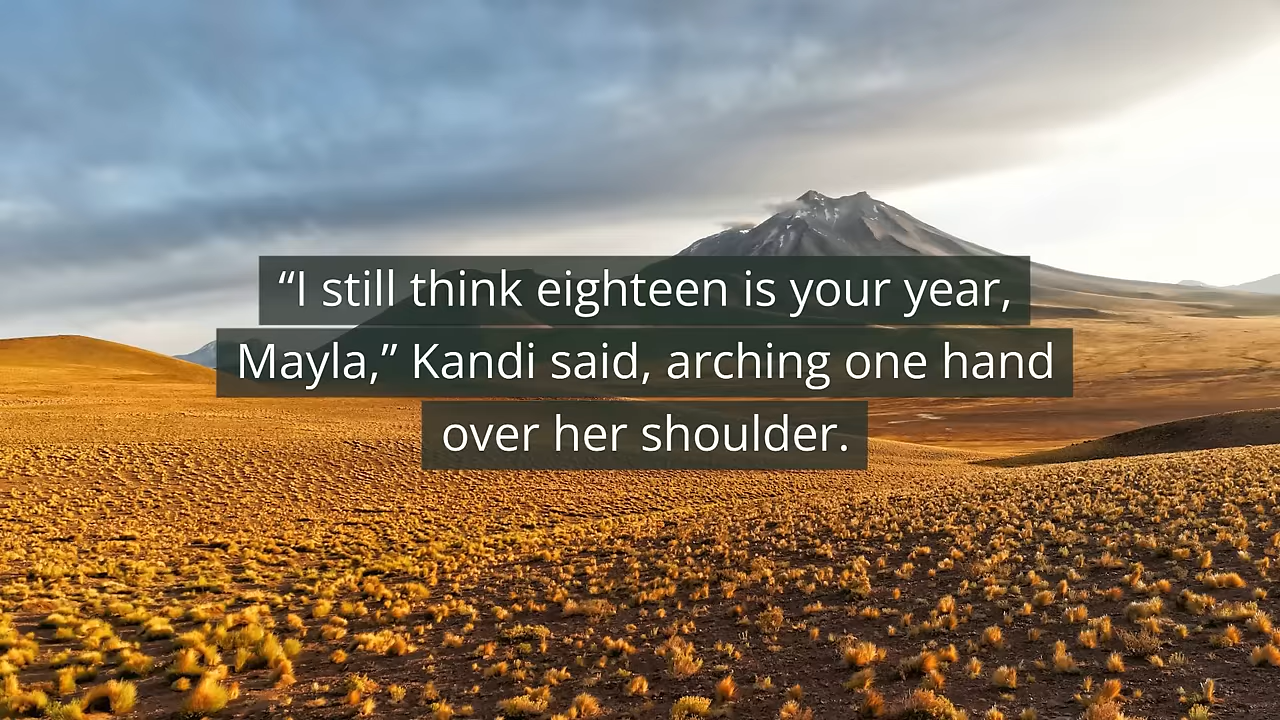 “I still think eighteen is your year,
Mayla,” Kandi said, arching one hand
over her shoulder.